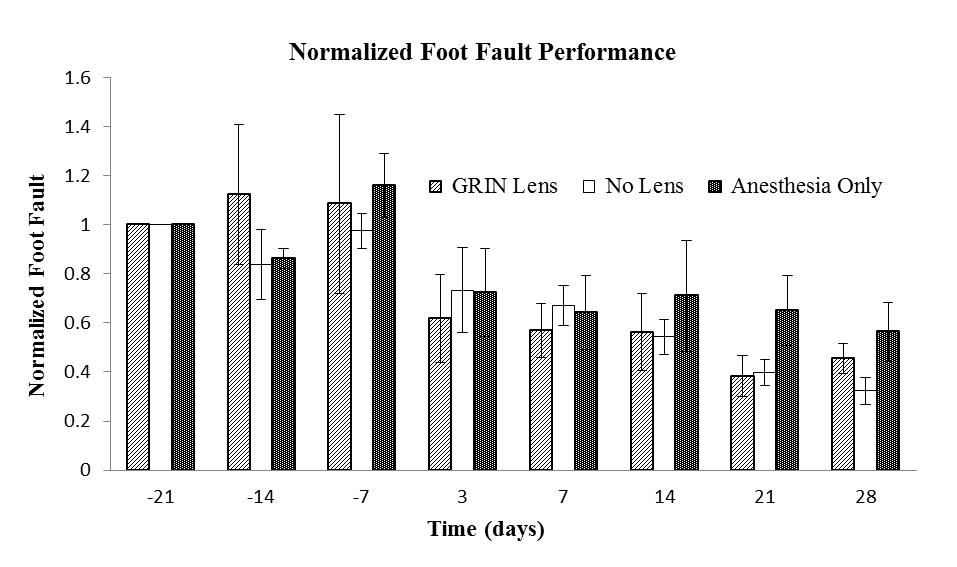 Normalized Foot Fault Performance
1.6
1.4
1.2
1
0.8
0.6
0.4
0.2
0
Normalized Foot Fault
GRIN Lens No Lens Anesthesia Only
-21 -14 -7 3 7 14 21 28
Time (days)